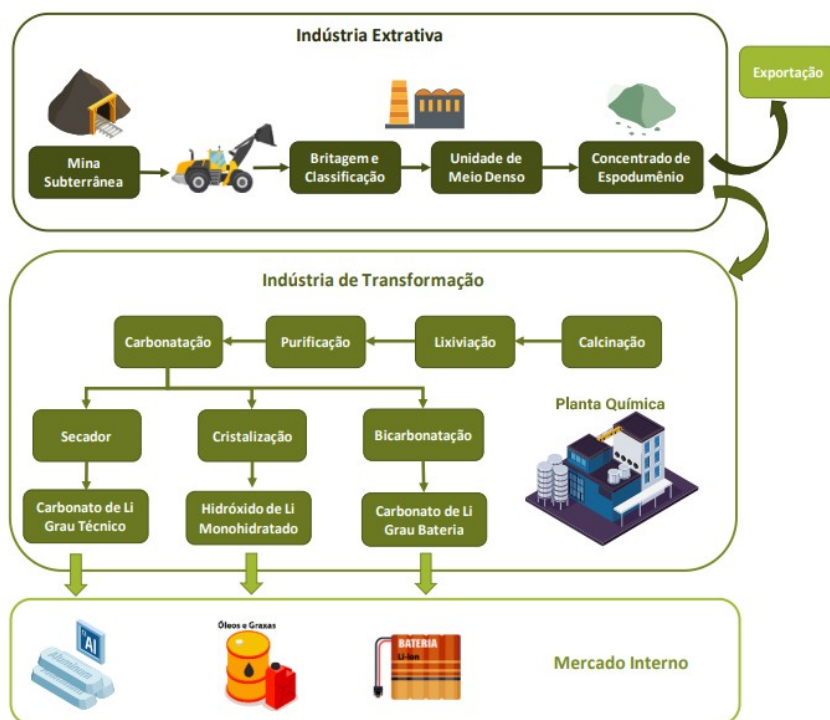 Indústria Extrativa
Exportação
Mina
Subterrânea
Britagem e
Classificação
Unidade de
Meio Denso
Concentrado de
Espodumênio
Indústria de Transformação
Carbonatação
Purificação
Lixiviação
Calcinação
Planta Química
Secador
Cristalização
Bicarbonatação
Carbonato de Li
Grau Técnico
Hidróxido de Li
Monohidratado
Carbonato de Li
Grau Bateria
Óleos e Graxas
Al
BATERIA
Li-ion
Mercado Interno